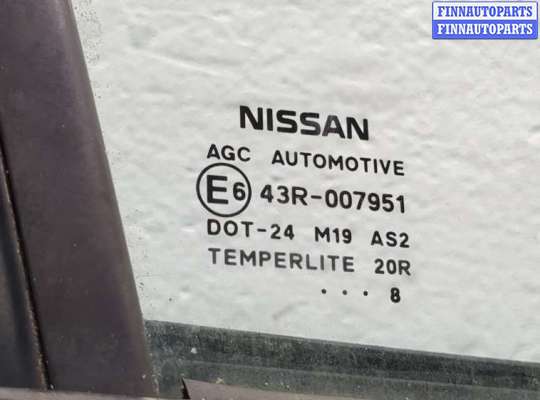 FINNAUTOPARTS
FINNAUTOPARTS
NISSAN
AGC AUTOMOTIVE
E6 43R-007951
DOT-24 M19 AS2
TEMPERLITE 20R
... 8